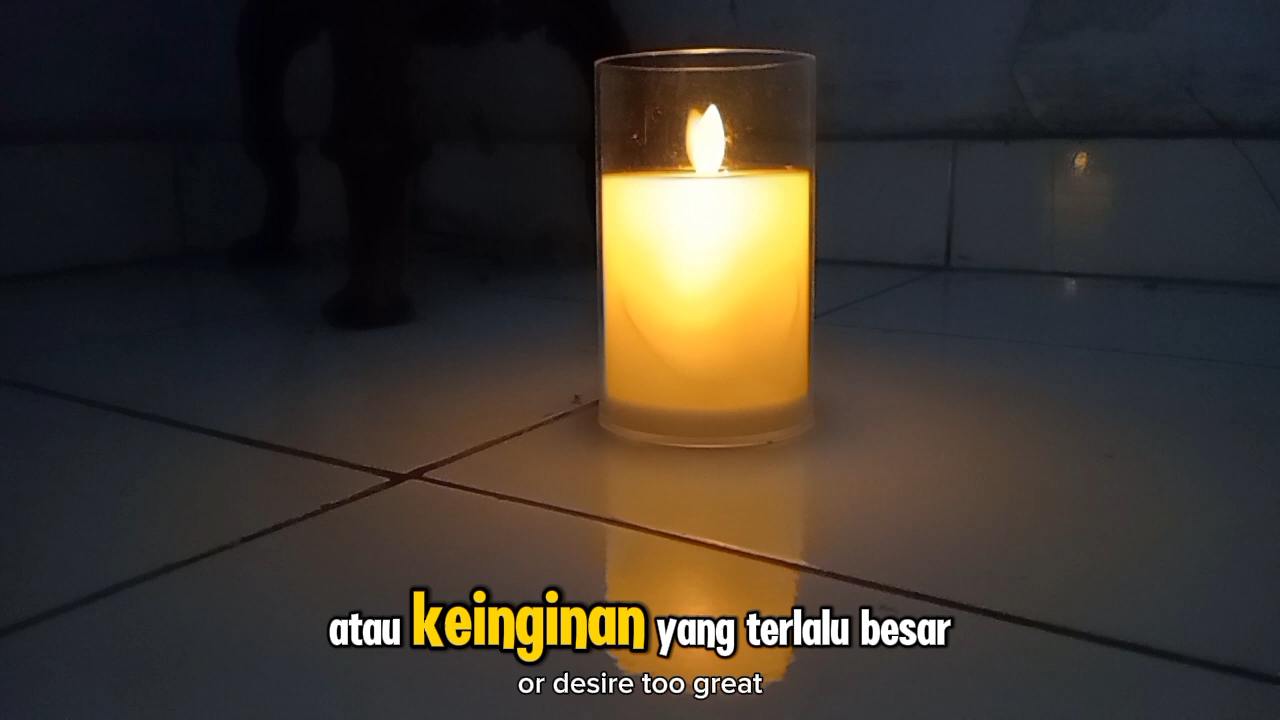 atau keinginan yang terlalu besar
or desire too great